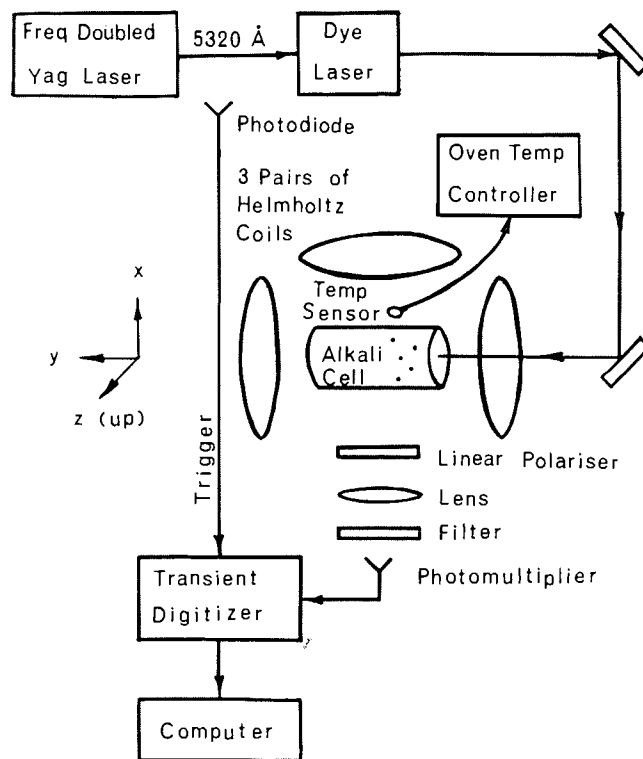 Freq Doubled
Yag Laser
5320 Å
Dye
Laser
Photodiode
3 Pairs of
Helmholtz
Coils
Oven Temp
Controller
Temp
Sensor
Alkali
Cell
x
y
z (up)
Trigger
Linear Polariser
Lens
Filter
Photomultiplier
Transient
Digitizer
Computer